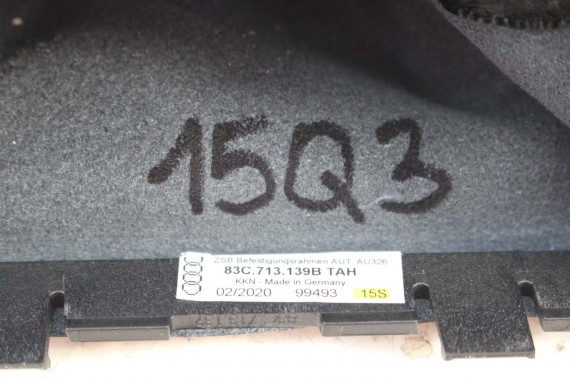 15Q3
ZSB Befestigungsrahmen AUT. AU326
83C.713.139B TAH
KKN - Made in Germany
02/2020 99493 15S